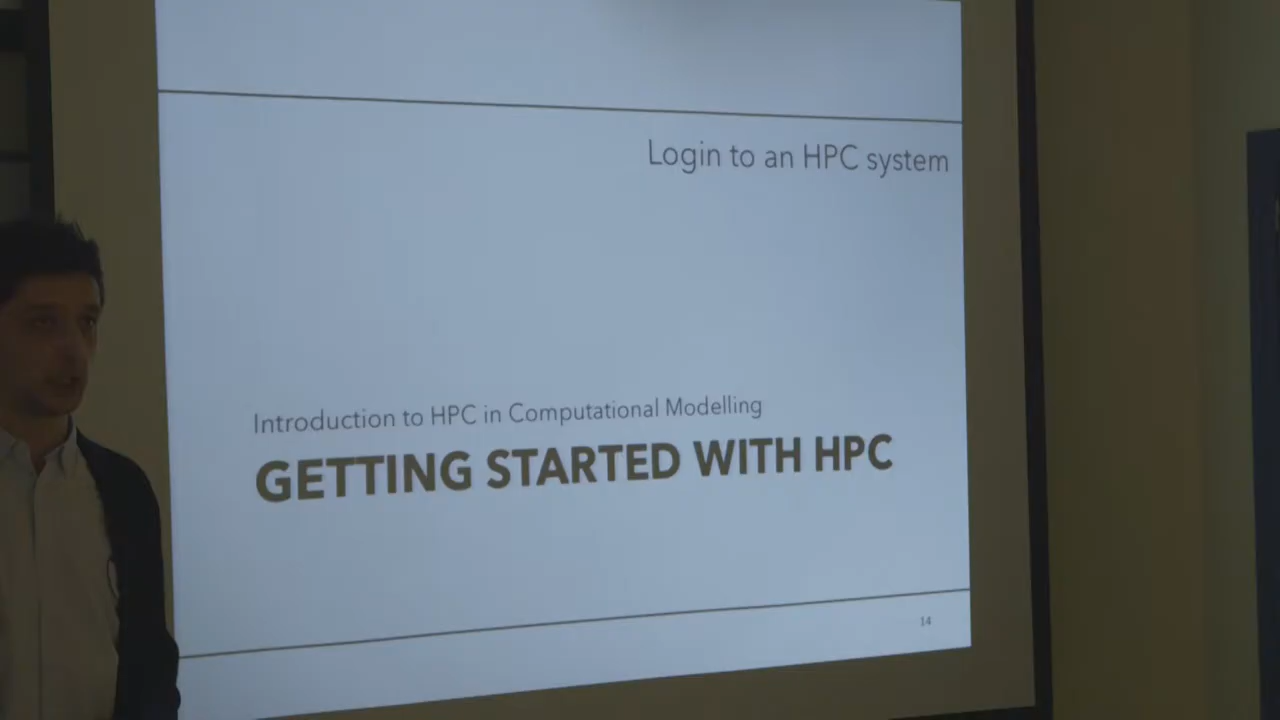 Login to an HPC system
Introduction to HPC in Computational Modelling
GETTING STARTED WITH HPC
14